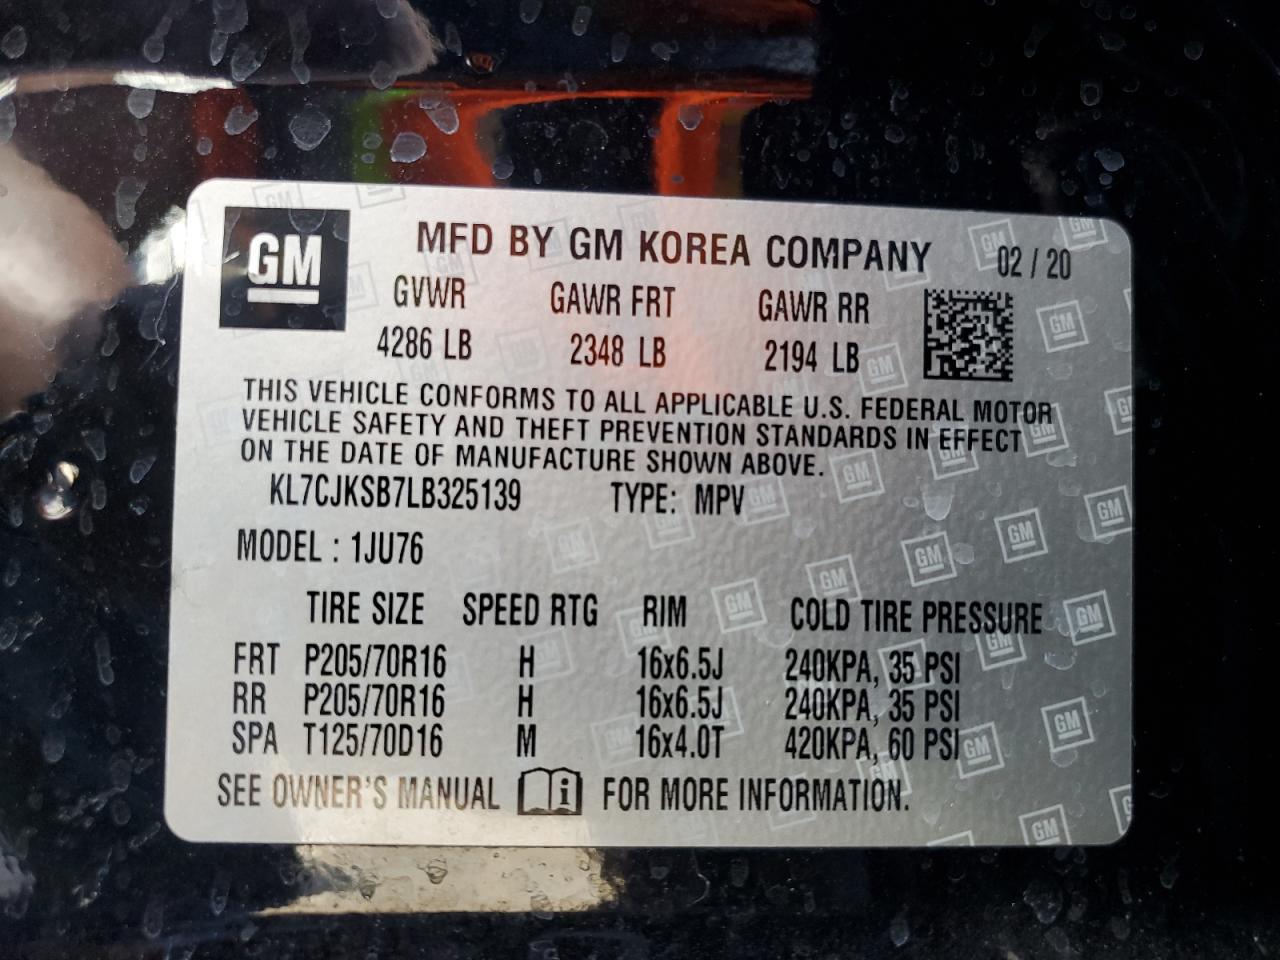 GM
MFD BY GM KOREA COMPANY 02 / 20
GVWR GAWR FRT GAWR RR
4286 LB 2348 LB 2194 LB
THIS VEHICLE CONFORMS TO ALL APPLICABLE U.S. FEDERAL MOTOR
VEHICLE SAFETY AND THEFT PREVENTION STANDARDS IN EFFECT
ON THE DATE OF MANUFACTURE SHOWN ABOVE.
KL7CJKSB7LB325139 TYPE: MPV
MODEL : 1JU76
TIRE SIZE SPEED RTG RIM COLD TIRE PRESSURE
FRT P205/70R16 H 16x6.5J 240KPA, 35 PSI
RR P205/70R16 H 16x6.5J 240KPA, 35 PSI
SPA T125/70D16 M 16x4.0T 420KPA, 60 PSI
SEE OWNER'S MANUAL i FOR MORE INFORMATION.